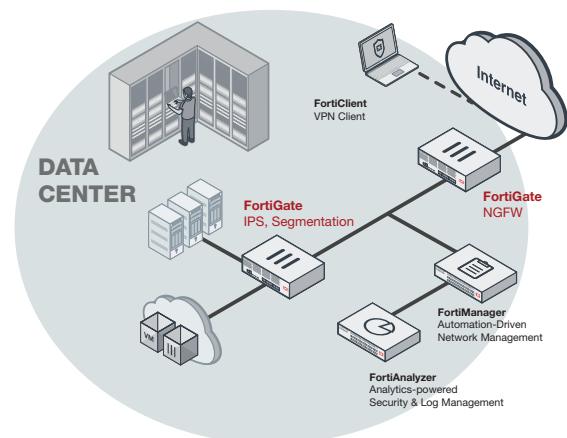 Internet
FortiClient
VPN Client
DATA
CENTER
FortiGate
NGFW
FortiGate
IPS, Segmentation
VM
FortiManager
Automation-Driven
Network Management
FortiAnalyzer
Analytics-powered
Security & Log Management